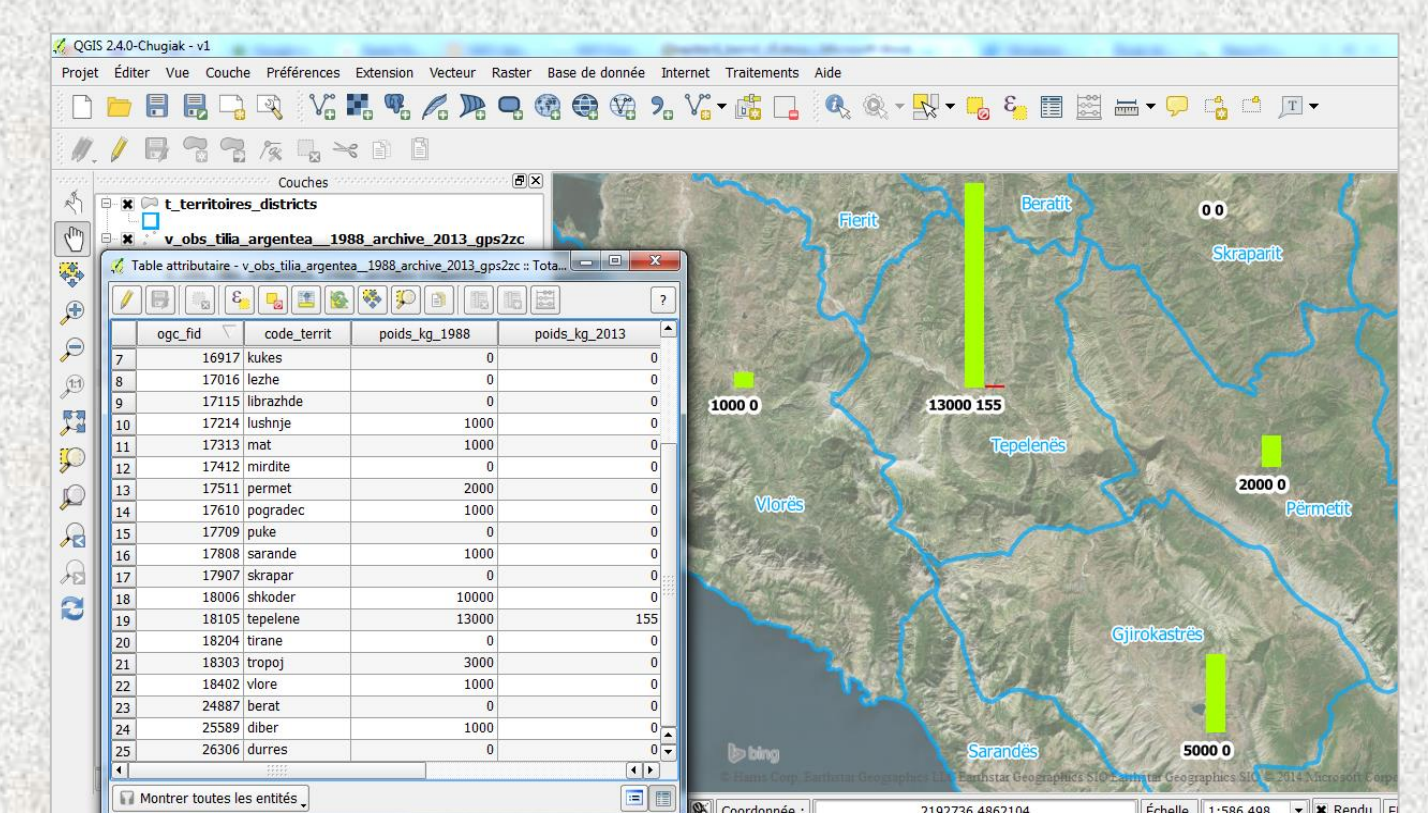 QGIS 2.4.0-Chugiak - v1
Projet Éditer Vue Couche Préférences Extension Vecteur Raster Base de donnée Internet Traitements Aide
Couches
t_territoires_districts
v_obs_tilia_argentea__1988_archive_2013_gps2zc
Table attributaire - v_obs_tilia_argentea__1988_archive_2013_gps2zc :: Tota...
ogc_fid code_territ poids_kg_1988 poids_kg_2013
7 16917 kukes 0 0
8 17016 lezhe 0 0
9 17115 librazhde 0 0
10 17214 lushnje 1000 0
11 17313 mat 1000 0
12 17412 mirdite 0 0
13 17511 permet 2000 0
14 17610 pogradec 1000 0
15 17709 puke 0 0
16 17808 sarande 1000 0
17 17907 skrapar 0 0
18 18006 shkoder 10000 0
19 18105 tepelene 13000 155
20 18204 tirane 0 0
21 18303 tropoj 3000 0
22 18402 vlore 1000 0
23 24887 berat 0 0
24 25589 diber 1000 0
25 26306 durres 0 0
Montrer toutes les entités
Fierit
Beratit
0 0
Skraparit
1000 0
13000 155
Tepelenës
2000 0
Vlorës
Përmetit
Gjirokastrës
bing
Sarandës
5000 0
Earthstar Geographics SIO
© 2014 Microsoft Corpo
Coordonnée : 2192736,4862104 Échelle 1:586 498 Rendu